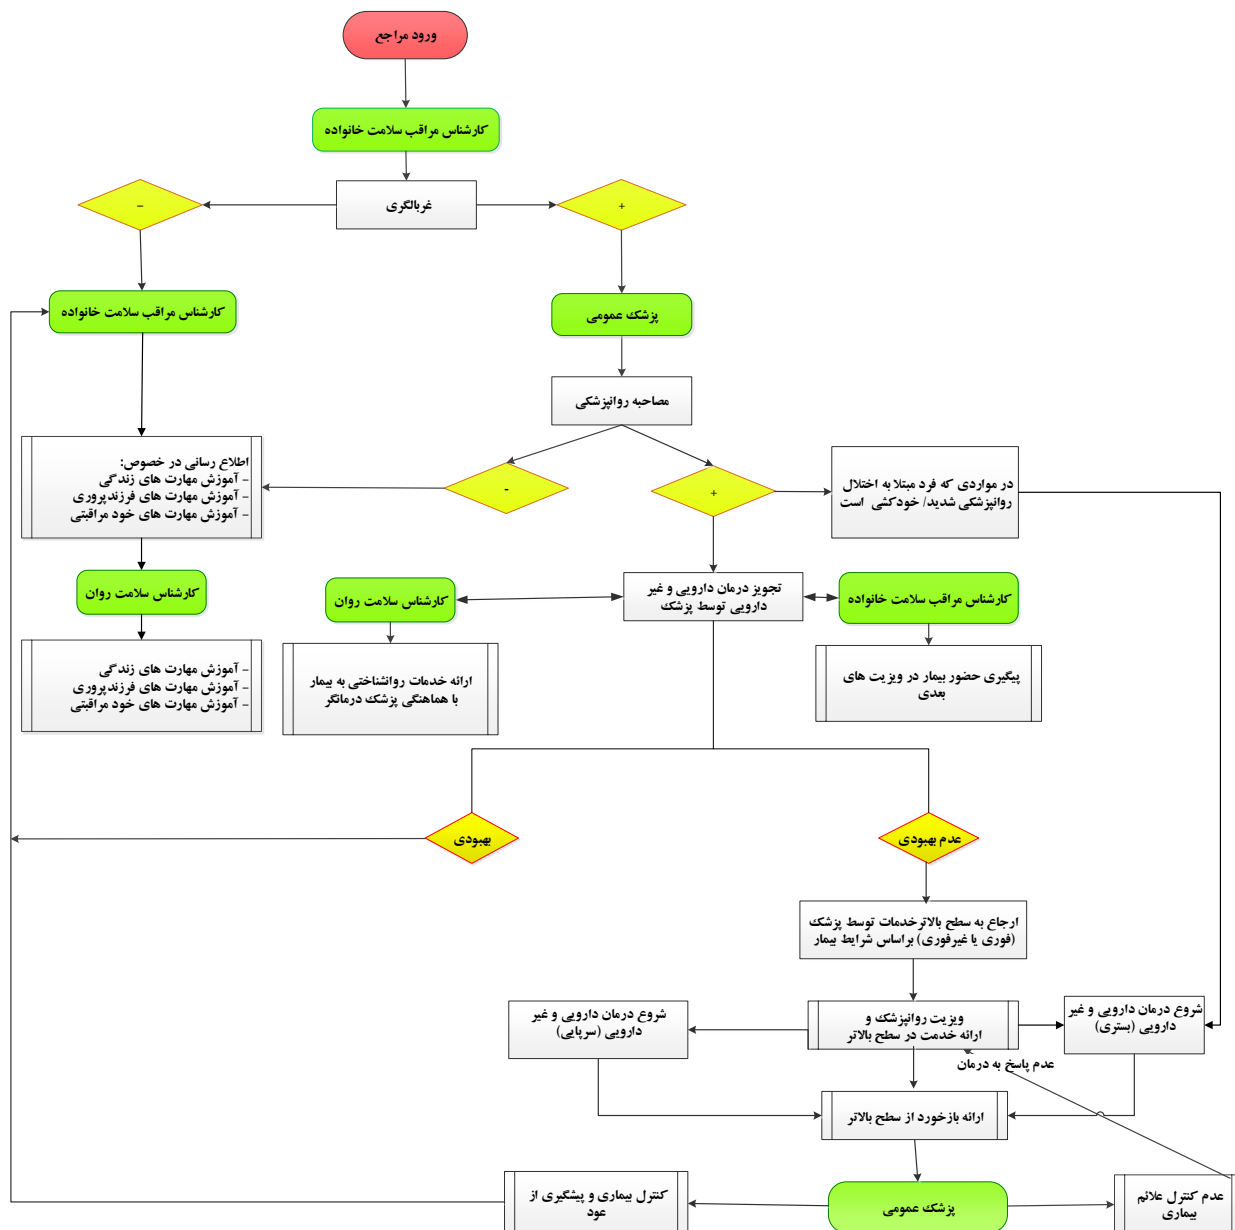 ورود مراجع
کارشناس مراقب سلامت خانواده
غربالگری
-
+
کارشناس مراقب سلامت خانواده
پزشک عمومی
مصاحبه روانپزشکی
اطلاع رسانی در خصوص:
- آموزش مهارت های زندگی
- آموزش مهارت های فرزندپروری
- آموزش مهارت های خود مراقبتی
-
+
در مواردی که فرد مبتلا به اختلال
روانپزشکی شدید/ خودکشی است
کارشناس سلامت روان
کارشناس سلامت روان
تجویز درمان دارویی و غیر
دارویی توسط پزشک
کارشناس مراقب سلامت خانواده
- آموزش مهارت های زندگی
- آموزش مهارت های فرزندپروری
- آموزش مهارت های خود مراقبتی
ارائه خدمات روانشناختی به بیمار
با هماهنگی پزشک درمانگر
پیگیری حضور بیمار در ویزیت های
بعدی
بهبودی
عدم بهبودی
ارجاع به سطح بالاترخدمات توسط پزشک
(فوری یا غیرفوری) براساس شرایط بیمار
شروع درمان دارویی و غیر
دارویی (سرپایی)
ویزیت روانپزشک و
ارائه خدمت در سطح بالاتر
شروع درمان دارویی و غیر
دارویی (بستری)
عدم پاسخ به درمان
ارائه بازخورد از سطح بالاتر
کنترل بیماری و پیشگیری از
عود
پزشک عمومی
عدم کنترل علائم
بیماری